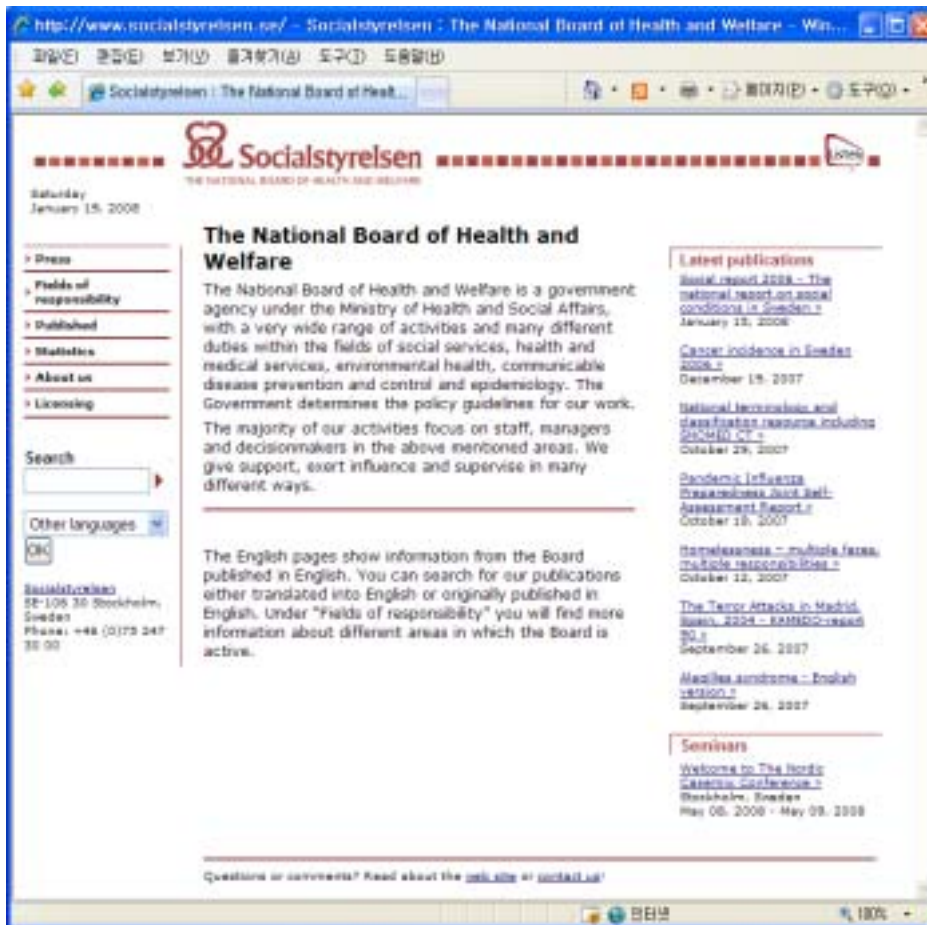 http://www.socialstyrelsen.se/ - Socialstyrelsen : The National Board of Health and Welfare - Win...
파일(F) 편집(E) 보기(V) 즐겨찾기(A) 도구(T) 도움말(H)
Socialstyrelsen : The National Board of Healt...
페이지(P) 도구(O)
Socialstyrelsen
THE NATIONAL BOARD OF HEALTH AND WELFARE
Listen
Saturday
January 19, 2008
Press
Fields of
responsibility
Published
Statistics
About us
Licensing
Search
Other languages
OK
Socialstyrelsen
SE-106 30 Stockholm,
Sweden
Phone: +46 (0)75 247
30 00
The National Board of Health and
Welfare
The National Board of Health and Welfare is a government
agency under the Ministry of Health and Social Affairs,
with a very wide range of activities and many different
duties within the fields of social services, health and
medical services, environmental health, communicable
disease prevention and control and epidemiology. The
Government determines the policy guidelines for our work.
The majority of our activities focus on staff, managers
and decisionmakers in the above mentioned areas. We
give support, exert influence and supervise in many
different ways.
The English pages show information from the Board
published in English. You can search for our publications
either translated into English or originally published in
English. Under "Fields of responsibility" you will find more
information about different areas in which the Board is
active.
Latest publications
Social report 2006 - The
national report on social
conditions in Sweden »
January 15, 2008
Cancer incidence in Sweden
2006 »
December 19, 2007
National terminology and
classification resource including
SNOMED CT »
October 29, 2007
Pandemic Influenza
Preparedness Joint Self-
Assessment Report »
October 19, 2007
Homelessness - multiple faces,
multiple responsibilities »
October 12, 2007
The Terror Attacks in Madrid,
Spain, 2004 - KAMEDO-report
90 »
September 26, 2007
Alagilles syndrome - English
version »
September 26, 2007
Seminars
Welcome to The Nordic
Casemix Conference »
Stockholm, Sweden
May 08, 2008 - May 09, 2008
Questions or comments? Read about the web site or contact us!
인터넷 100%